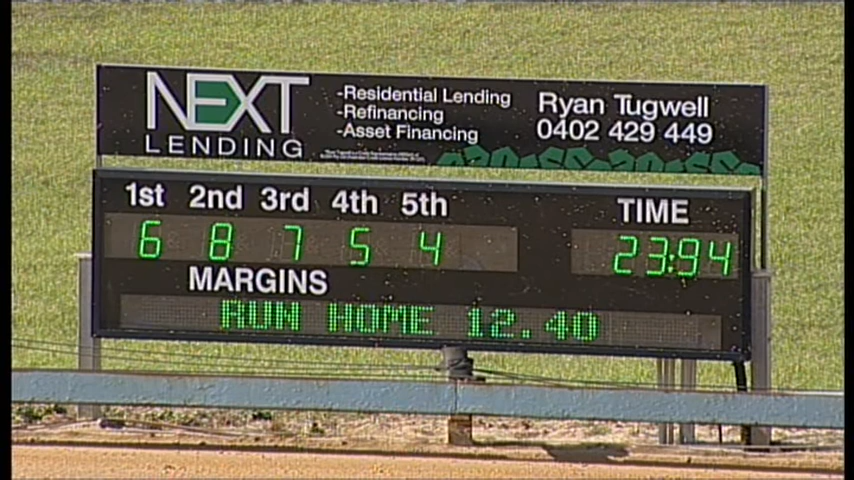 NEXT
LENDING
-Residential Lending
-Refinancing
-Asset Financing
Ryan Tugwell
0402 429 449
1st 2nd 3rd 4th 5th
TIME
6 8 7 5 4
23:94
MARGINS
RUN HOME 12.40